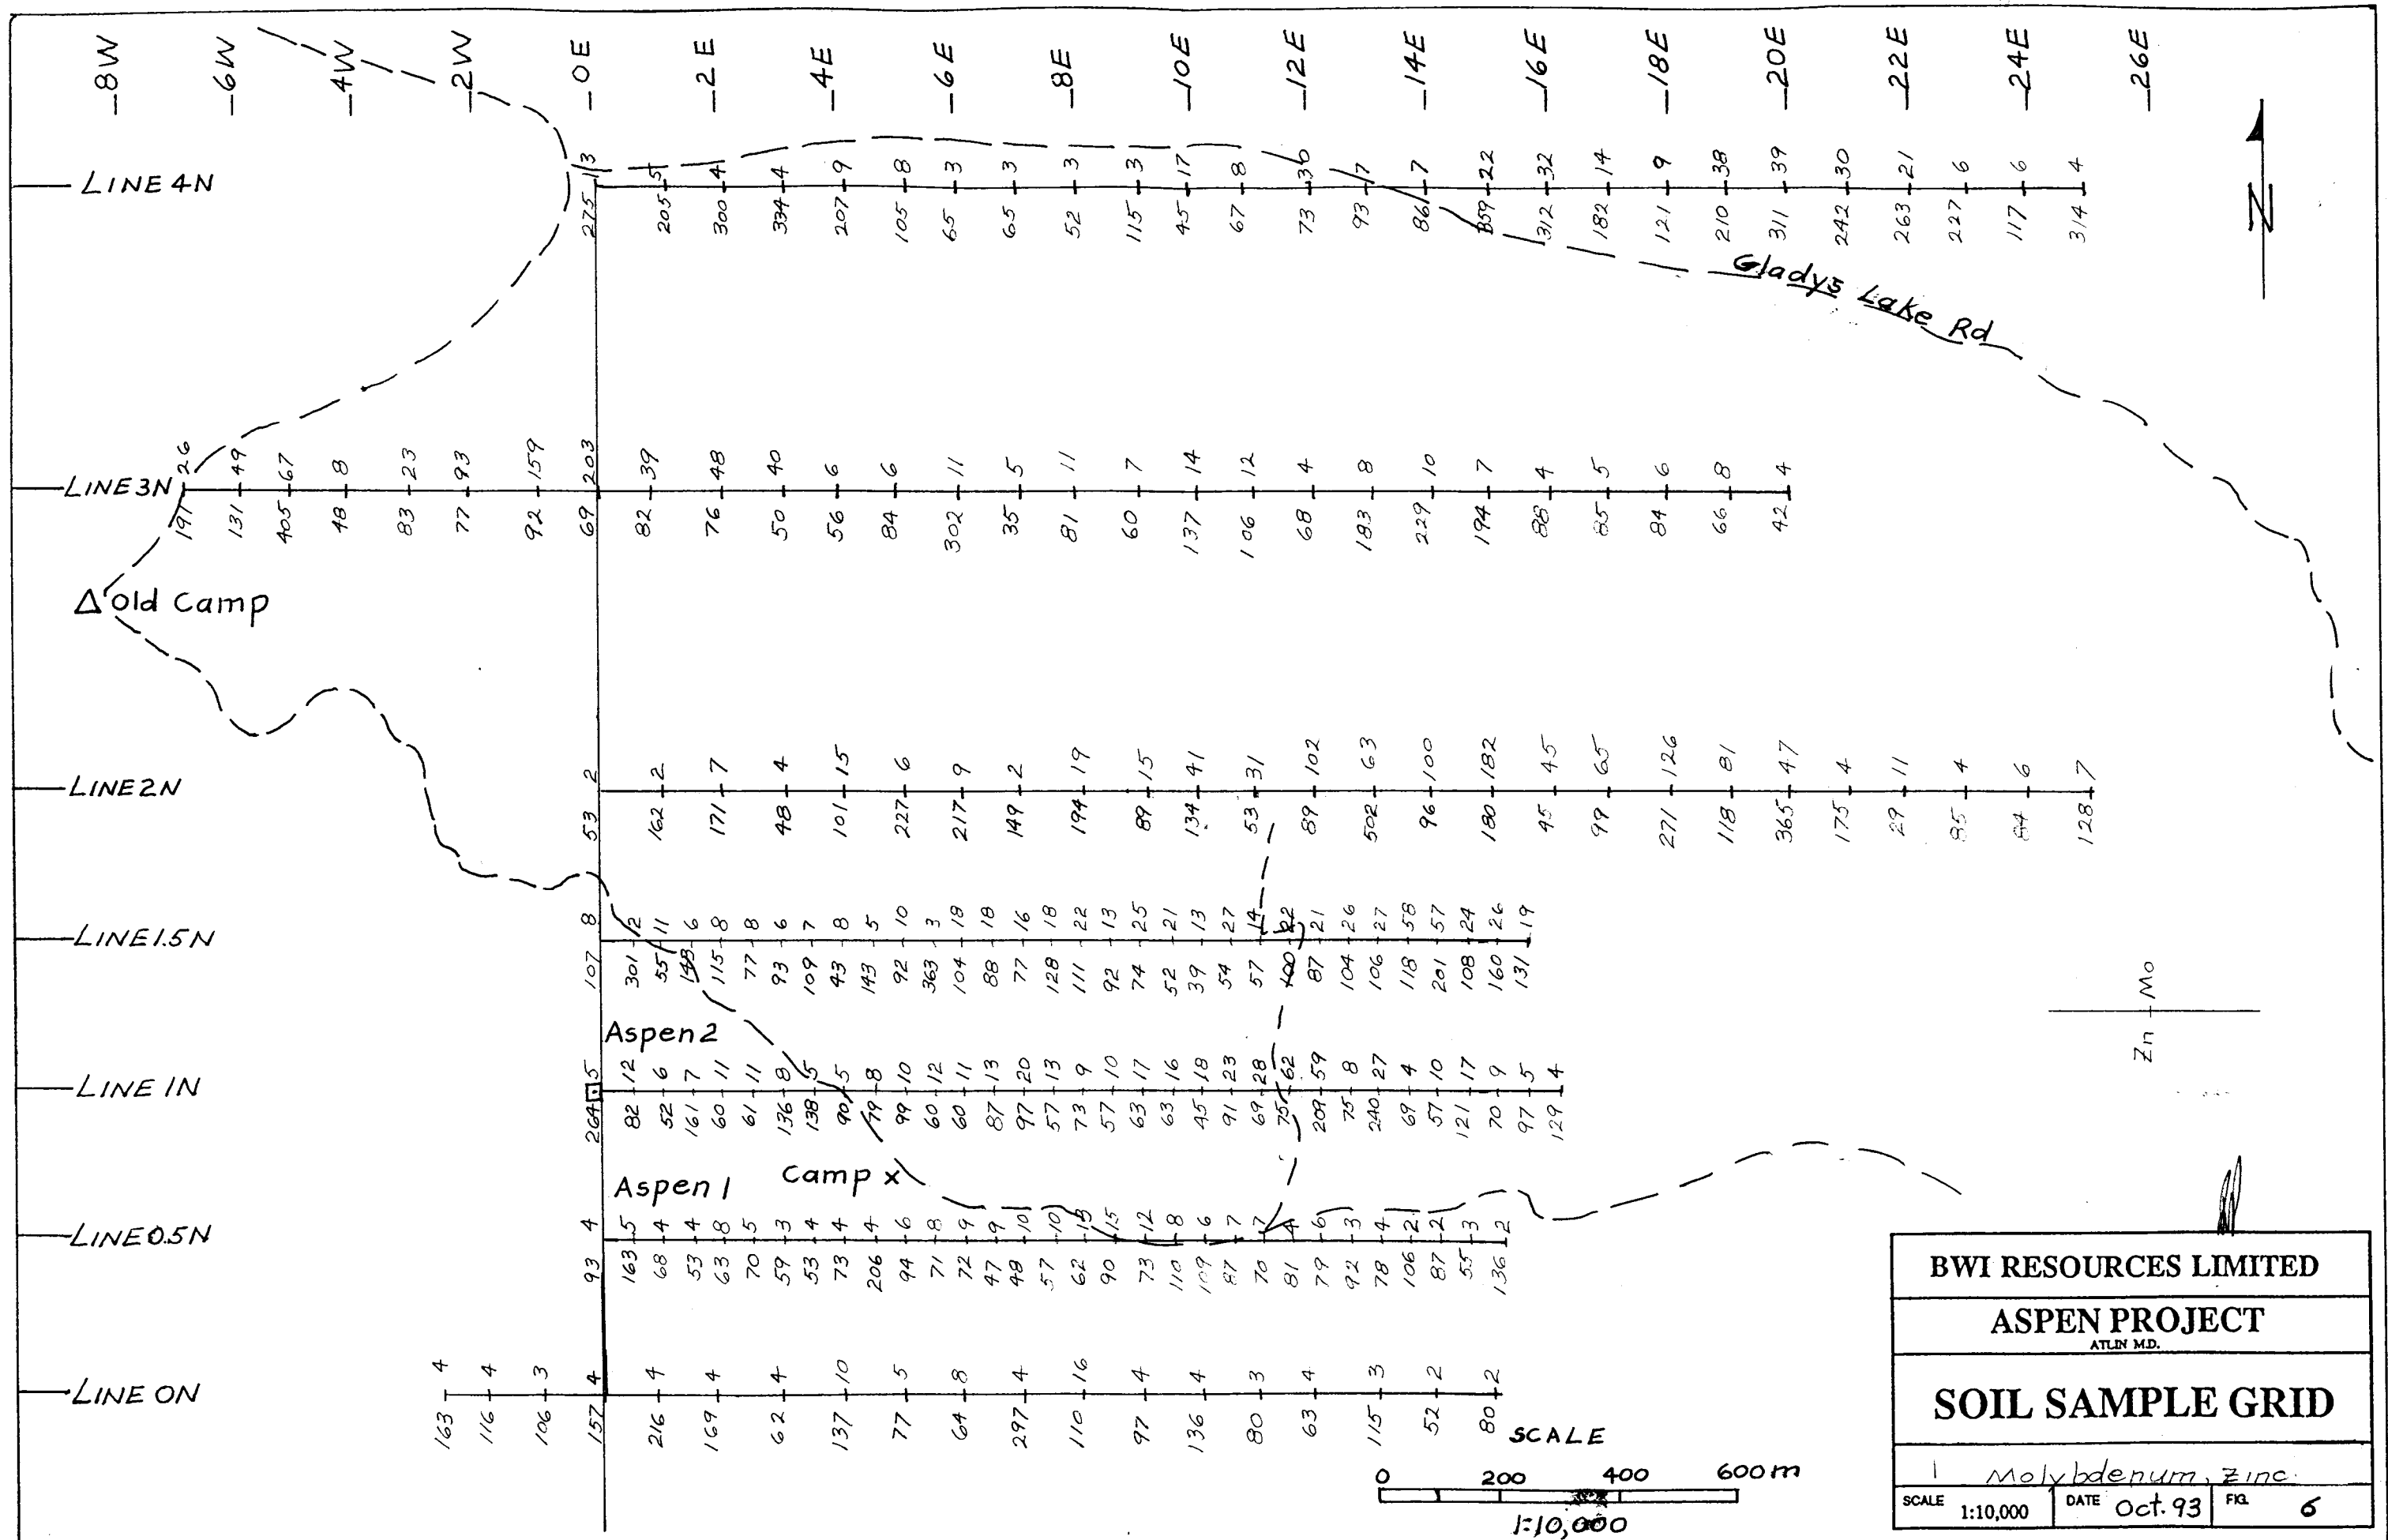 8W 6W 4W 2W 0E 2E 4E 6E 8E 10E 12E 14E 16E 18E 20E 22E 24E 26E
N
LINE 4N
13 5 4 4 9 8 3 3 3 3 17 8 30 7 7 22 32 14 9 38 39 30 21 6 6 4
275 205 300 334 207 105 65 65 52 115 45 67 73 93 86 859 312 182 121 210 311 242 263 227 117 314
Gladys Lake Rd
LINE 3N
26 49 67 8 23 93 159 203 39 48 40 6 6 11 5 11 7 14 12 4 8 10 7 4 5 6 8 4
197 131 405 48 83 77 92 69 82 76 50 56 84 302 35 81 60 137 106 68 183 229 194 88 85 84 66 42
Δ Old Camp
LINE 2N
2 2 7 4 15 6 9 2 19 15 41 31 102 63 100 182 45 65 126 81 47 4 11 4 6 7
53 162 171 48 101 227 217 149 194 89 134 53 89 502 96 180 45 99 271 118 365 175 29 85 84 128
LINE 1.5N
8 12 11 6 8 8 6 7 8 5 10 3 18 18 16 18 22 13 25 21 13 27 14 22 21 26 27 58 57 24 26 19
107 301 55 143 115 77 93 109 43 143 92 363 104 88 77 128 111 92 74 52 39 54 57 100 87 104 106 118 201 108 160 131
Aspen 2
Mo
Zn
LINE 1N
5 12 6 7 11 11 8 5 5 8 10 12 11 13 20 13 9 10 17 16 18 23 28 62 59 8 27 4 10 17 9 5 4
264 82 52 161 60 61 136 138 90 79 99 60 60 87 97 57 73 57 63 63 45 91 69 75 209 75 240 69 57 121 70 97 129
Aspen 1 Camp x
LINE 0.5N
4 5 4 4 8 5 3 4 4 4 6 8 9 9 10 10 13 15 12 8 6 7 7 4 6 3 4 2 2 3 2
93 163 68 53 63 70 59 53 73 206 94 71 72 47 48 57 62 90 73 110 109 87 70 81 79 92 78 106 87 55 136
LINE 0N
4 4 3 4 4 4 4 10 5 8 4 16 4 4 3 4 3 2 2
163 116 106 157 216 169 62 137 77 64 297 110 97 136 80 63 115 52 80
SCALE
0 200 400 600m
1:10,000
BWI RESOURCES LIMITED
ASPEN PROJECT
ATLIN M.D.
SOIL SAMPLE GRID
Molybdenum, Zinc.
SCALE 1:10,000 DATE Oct. 93 FIG. 6